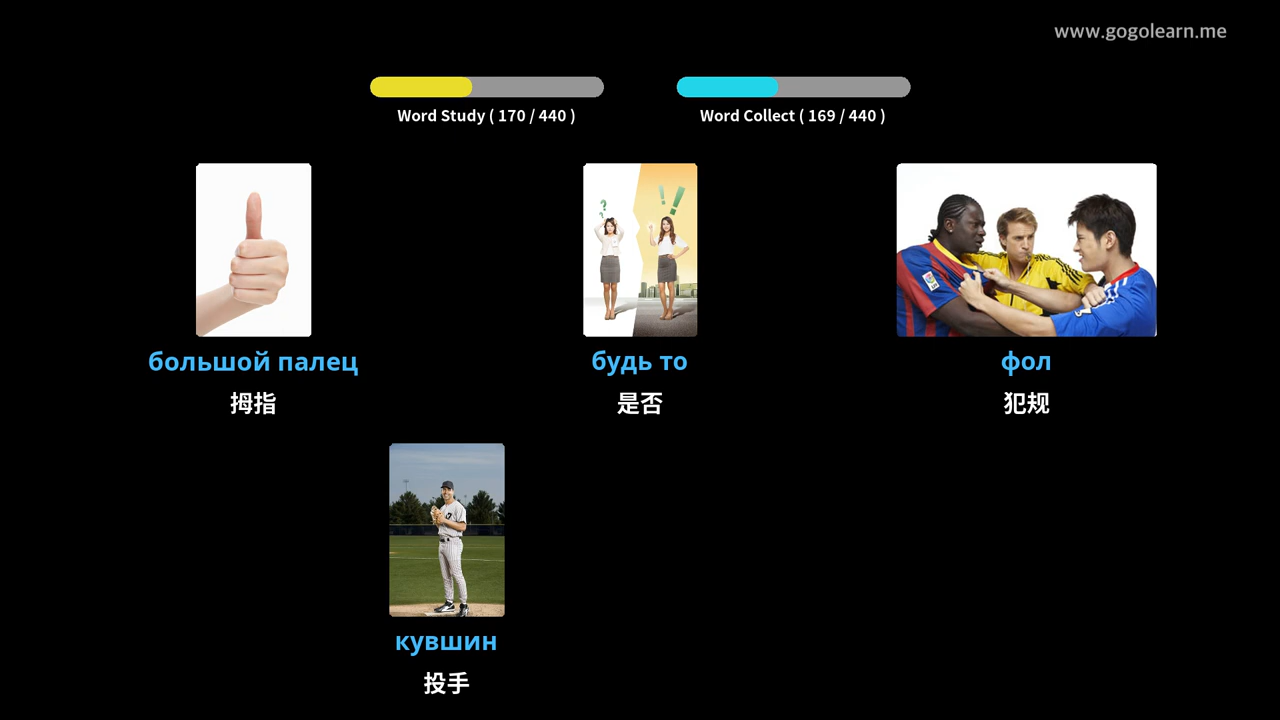 www.gogolearn.me
Word Study ( 170 / 440 )
Word Collect ( 169 / 440 )
большой палец
будь то
фол
拇指
是否
犯规
кувшин
投手